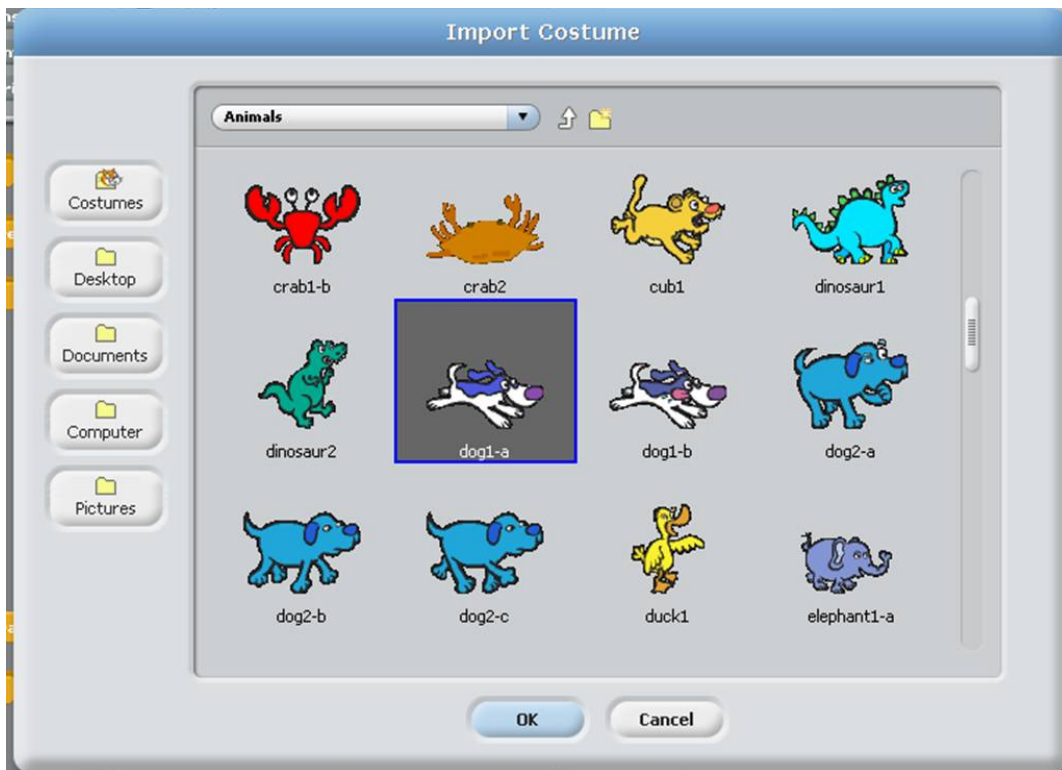 Import Costume
Animals
Costumes
Desktop
Documents
Computer
Pictures
crab1-b
crab2
cub1
dinosaur1
dinosaur2
dog1-a
dog1-b
dog2-a
dog2-b
dog2-c
duck1
elephant1-a
OK
Cancel